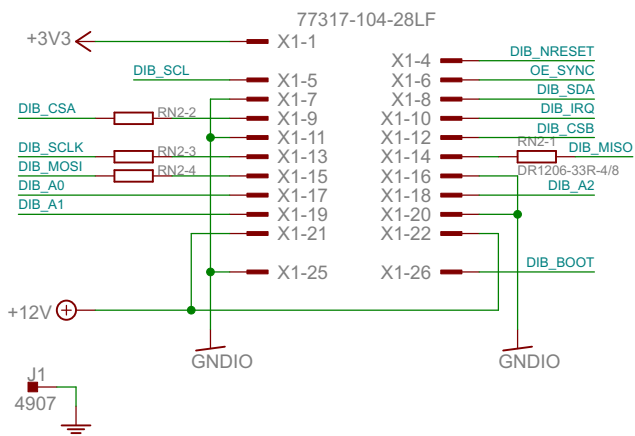 77317-104-28LF
+3V3
X1-1
DIB_NRESET
X1-4
DIB_SCL
X1-5
X1-6
OE_SYNC
X1-7
X1-8
DIB_SDA
DIB_CSA
RN2-2
X1-9
X1-10
DIB_IRQ
X1-11
X1-12
DIB_CSB
DIB_SCLK
RN2-3
X1-13
X1-14
RN2-1
DIB_MISO
DIB_MOSI
RN2-4
X1-15
X1-16
DR1206-33R-4/8
DIB_A0
X1-17
X1-18
DIB_A2
DIB_A1
X1-19
X1-20
X1-21
X1-22
X1-25
X1-26
DIB_BOOT
+12V
GNDIO
GNDIO
J1
4907